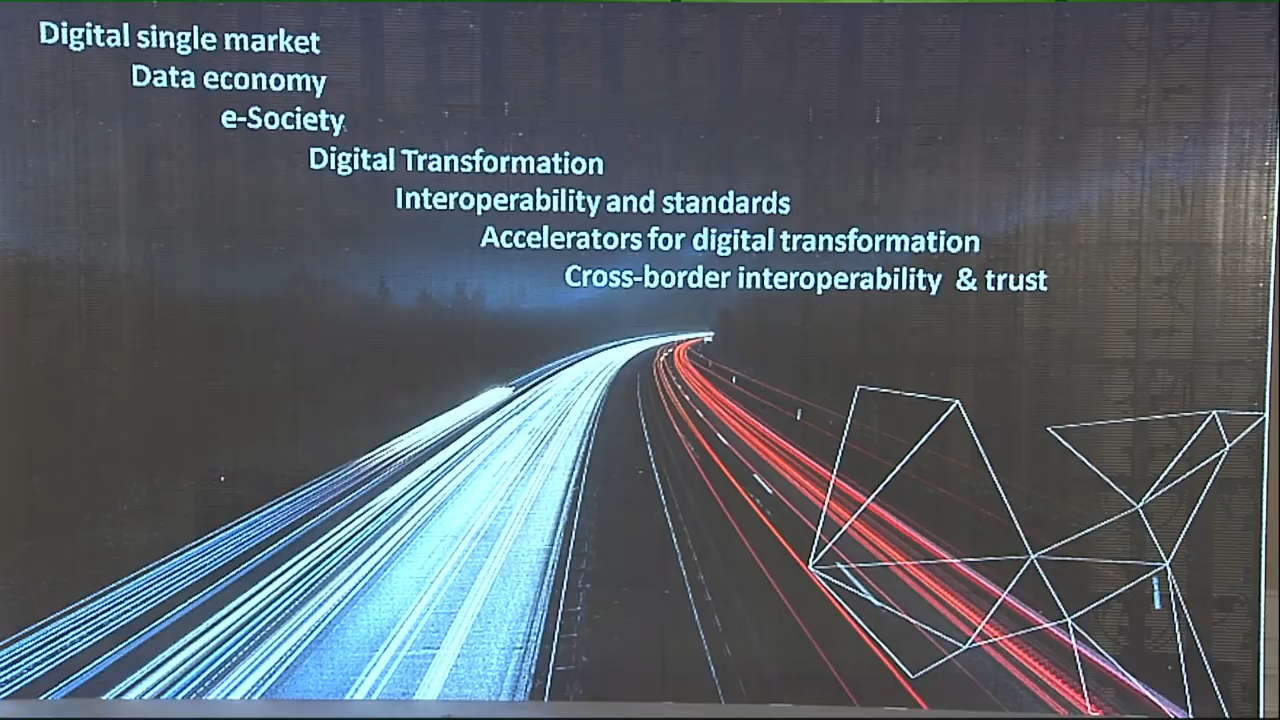 Digital single market
Data economy
e-Society
Digital Transformation
Interoperability and standards
Accelerators for digital transformation
Cross-border interoperability & trust